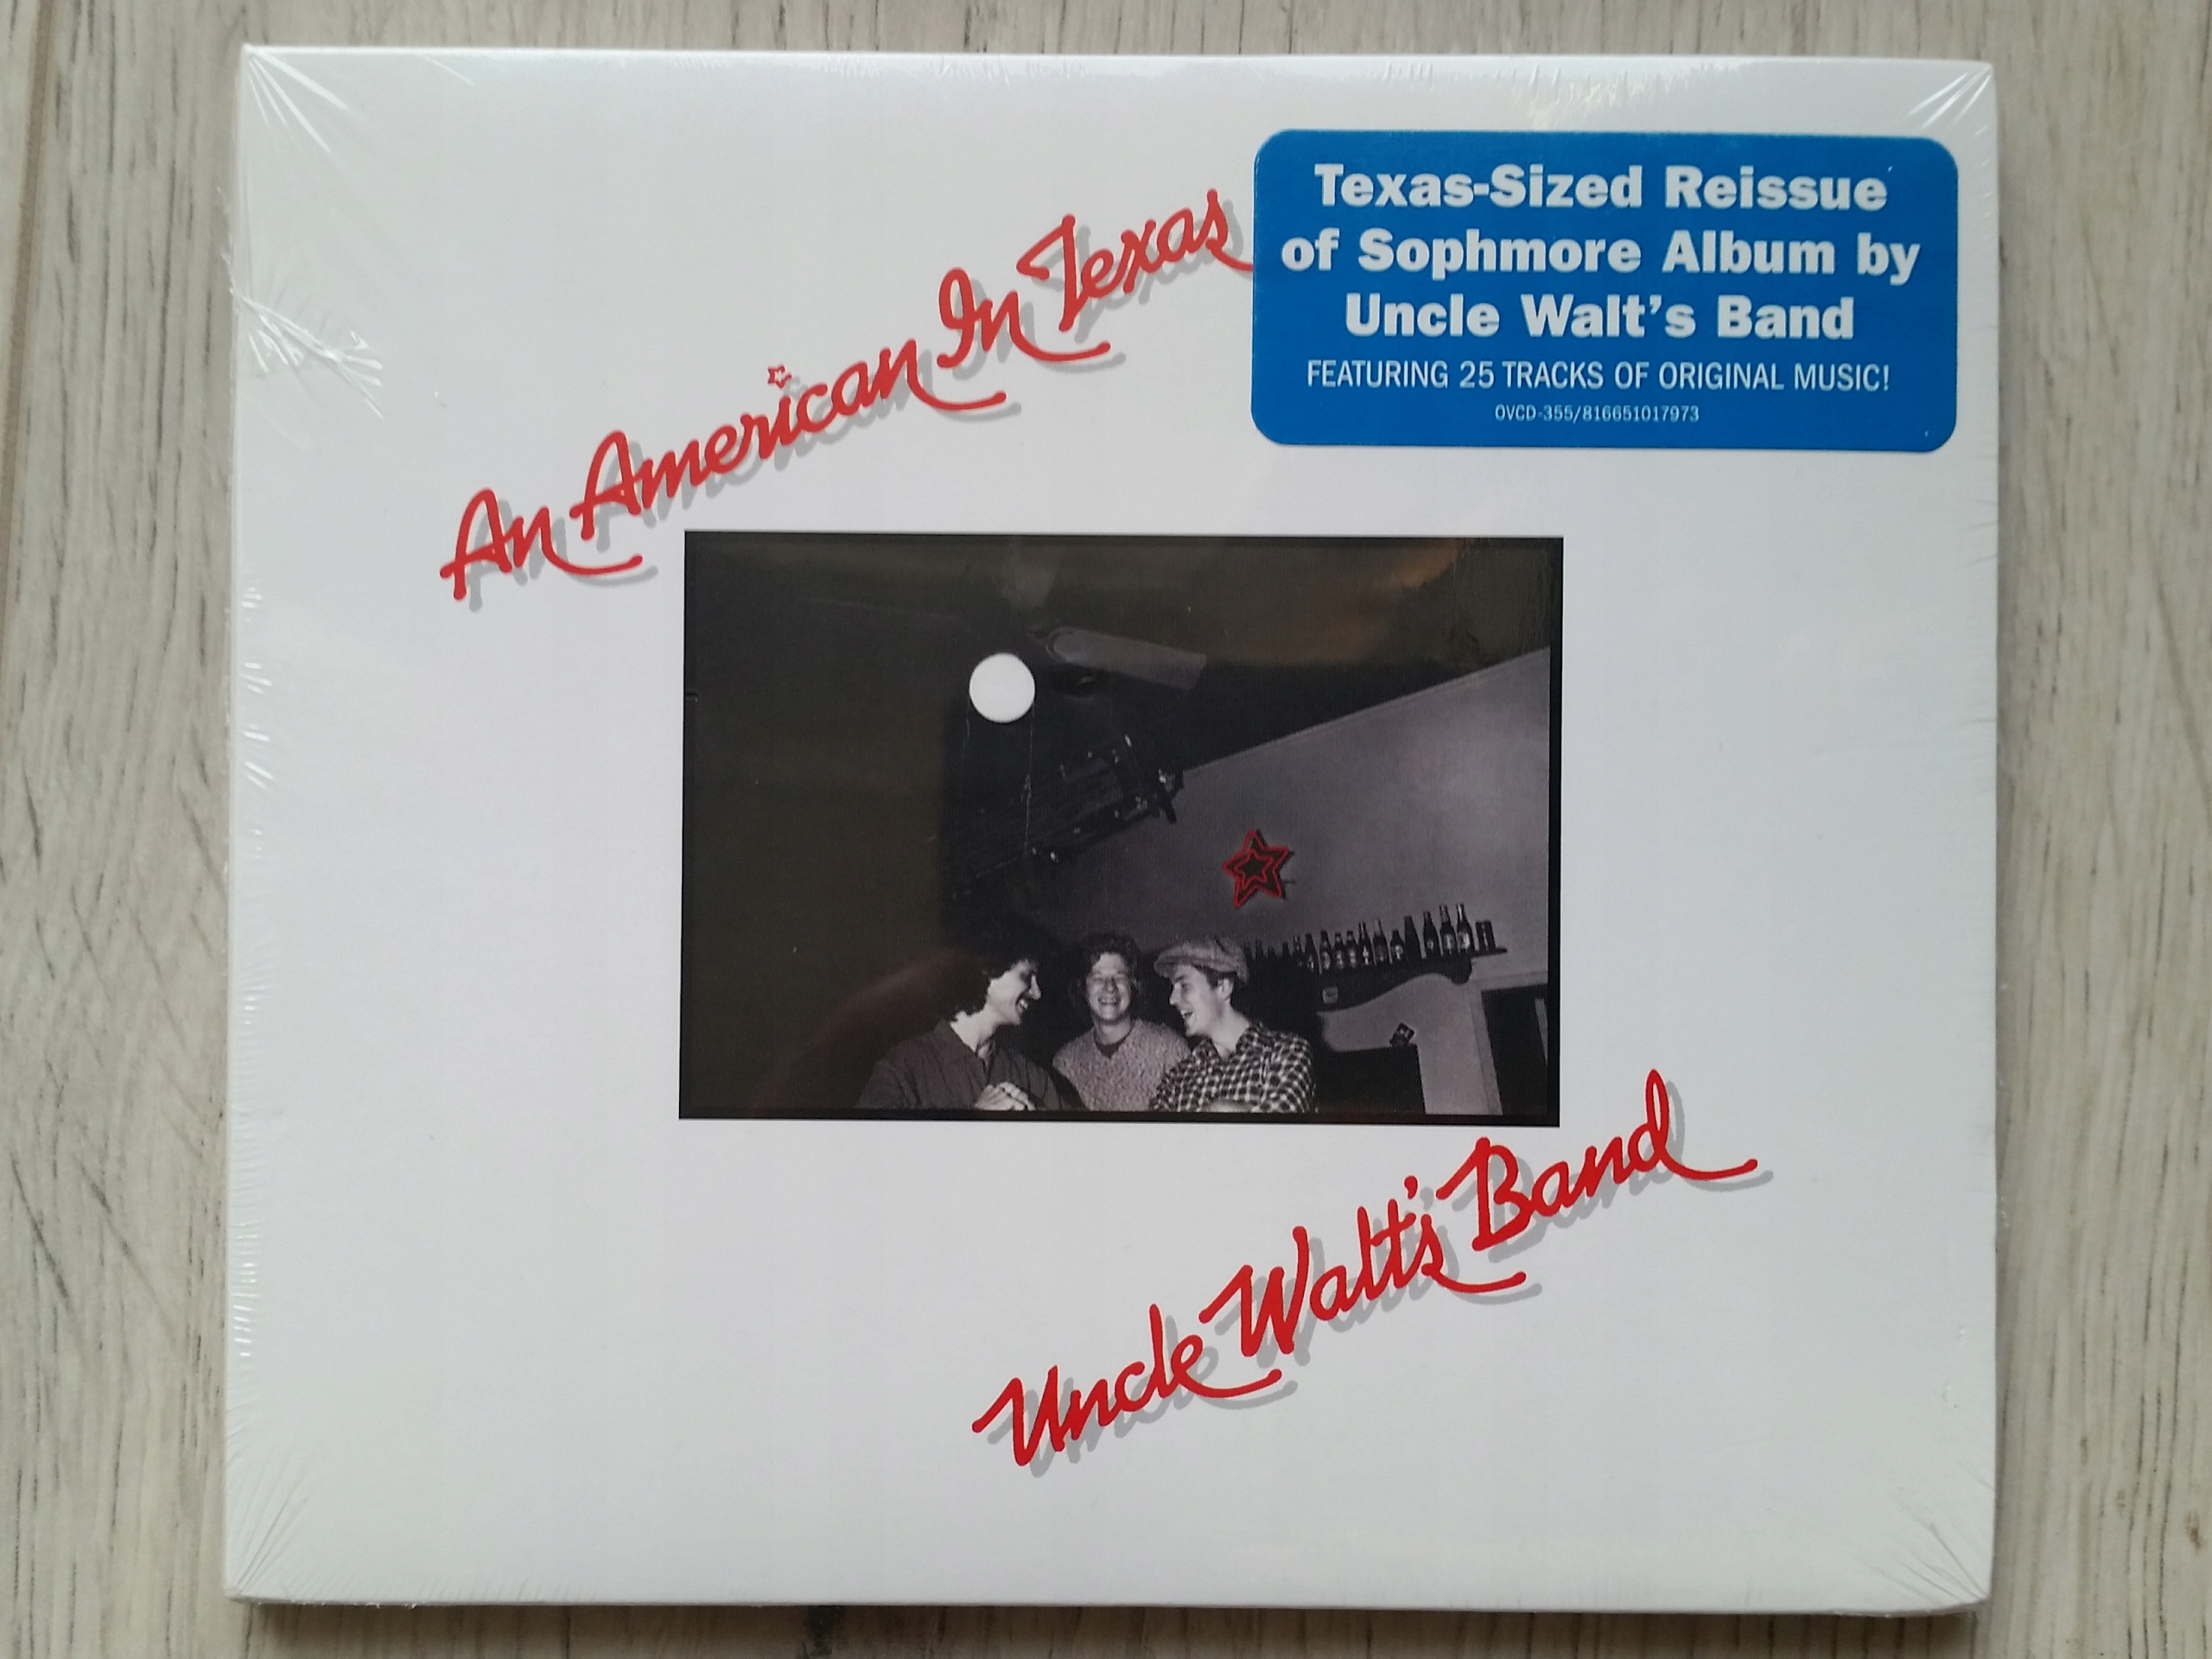 An American In Texas
Texas-Sized Reissue
of Sophmore Album by
Uncle Walt's Band
FEATURING 25 TRACKS OF ORIGINAL MUSIC!
OVCD-355/816651017973
Uncle Walt's Band